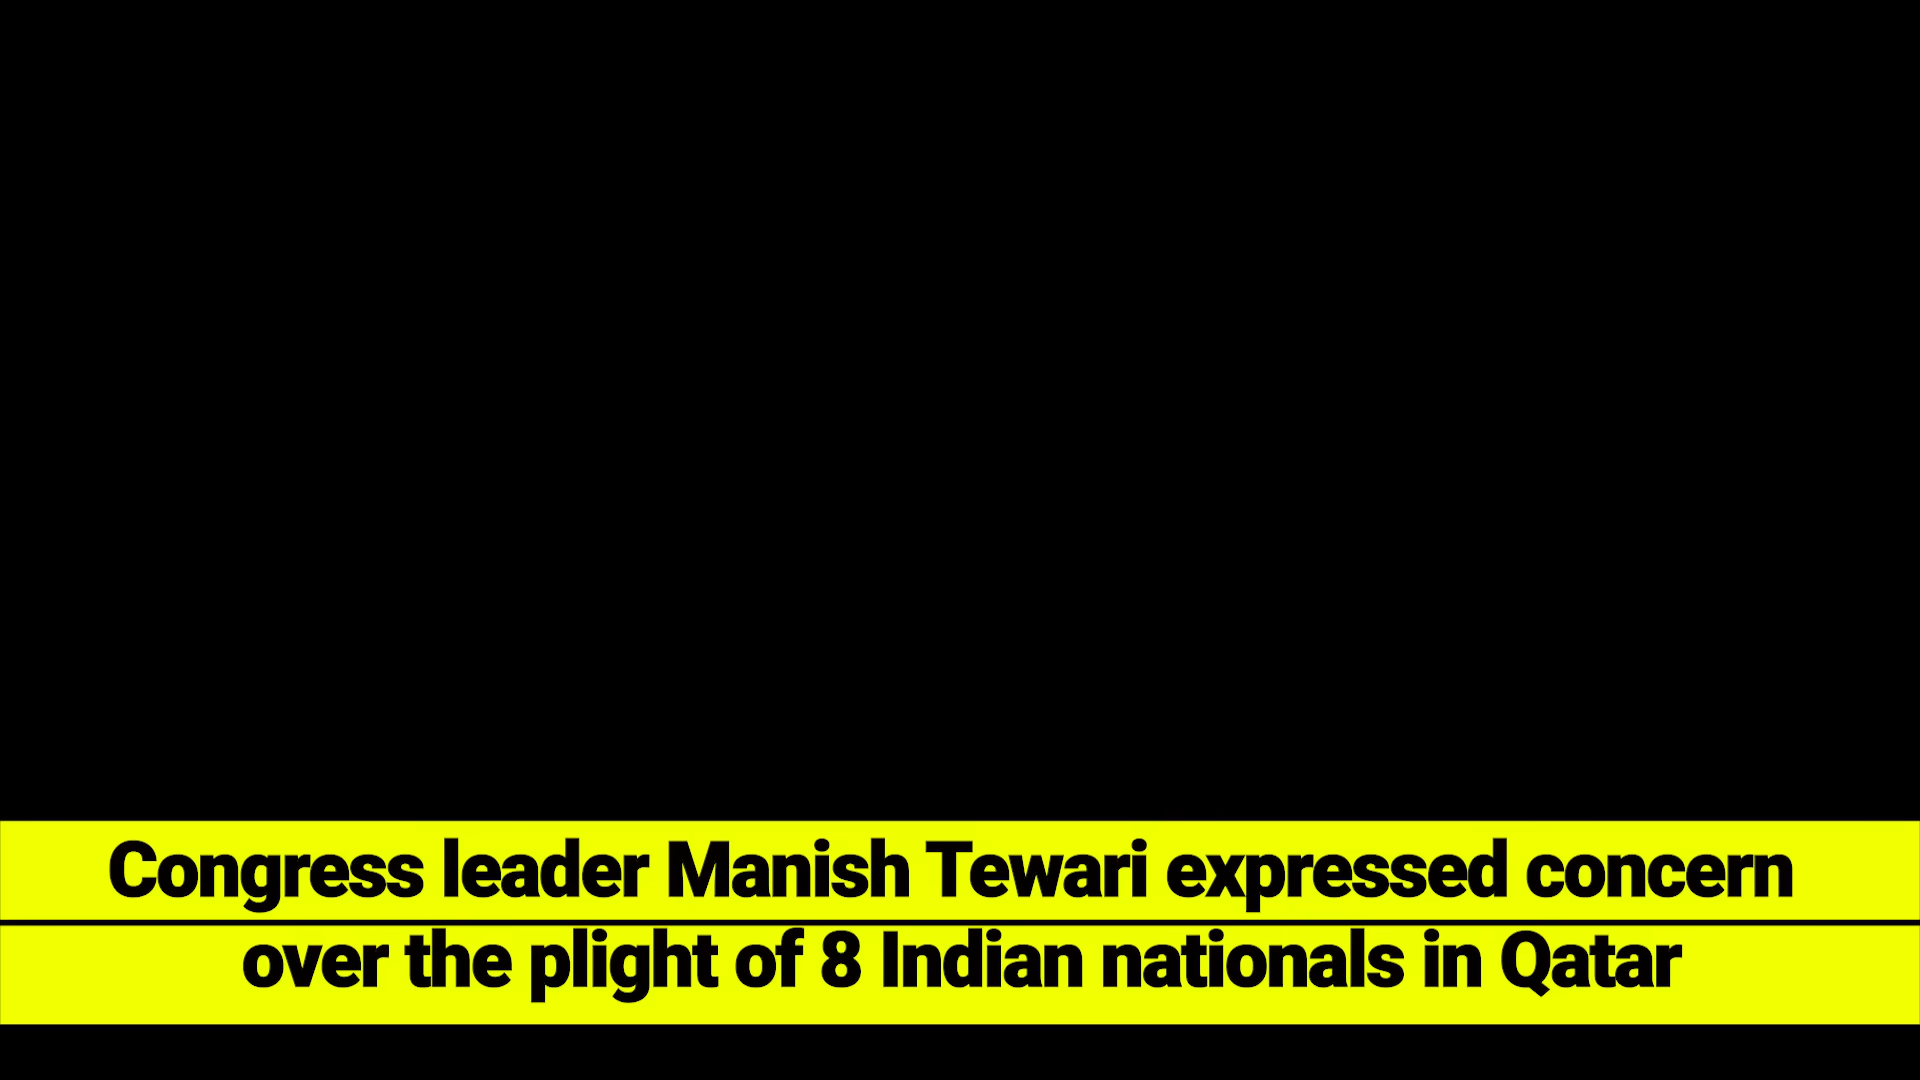 Congress leader Manish Tewari expressed concern
over the plight of 8 Indian nationals in Qatar